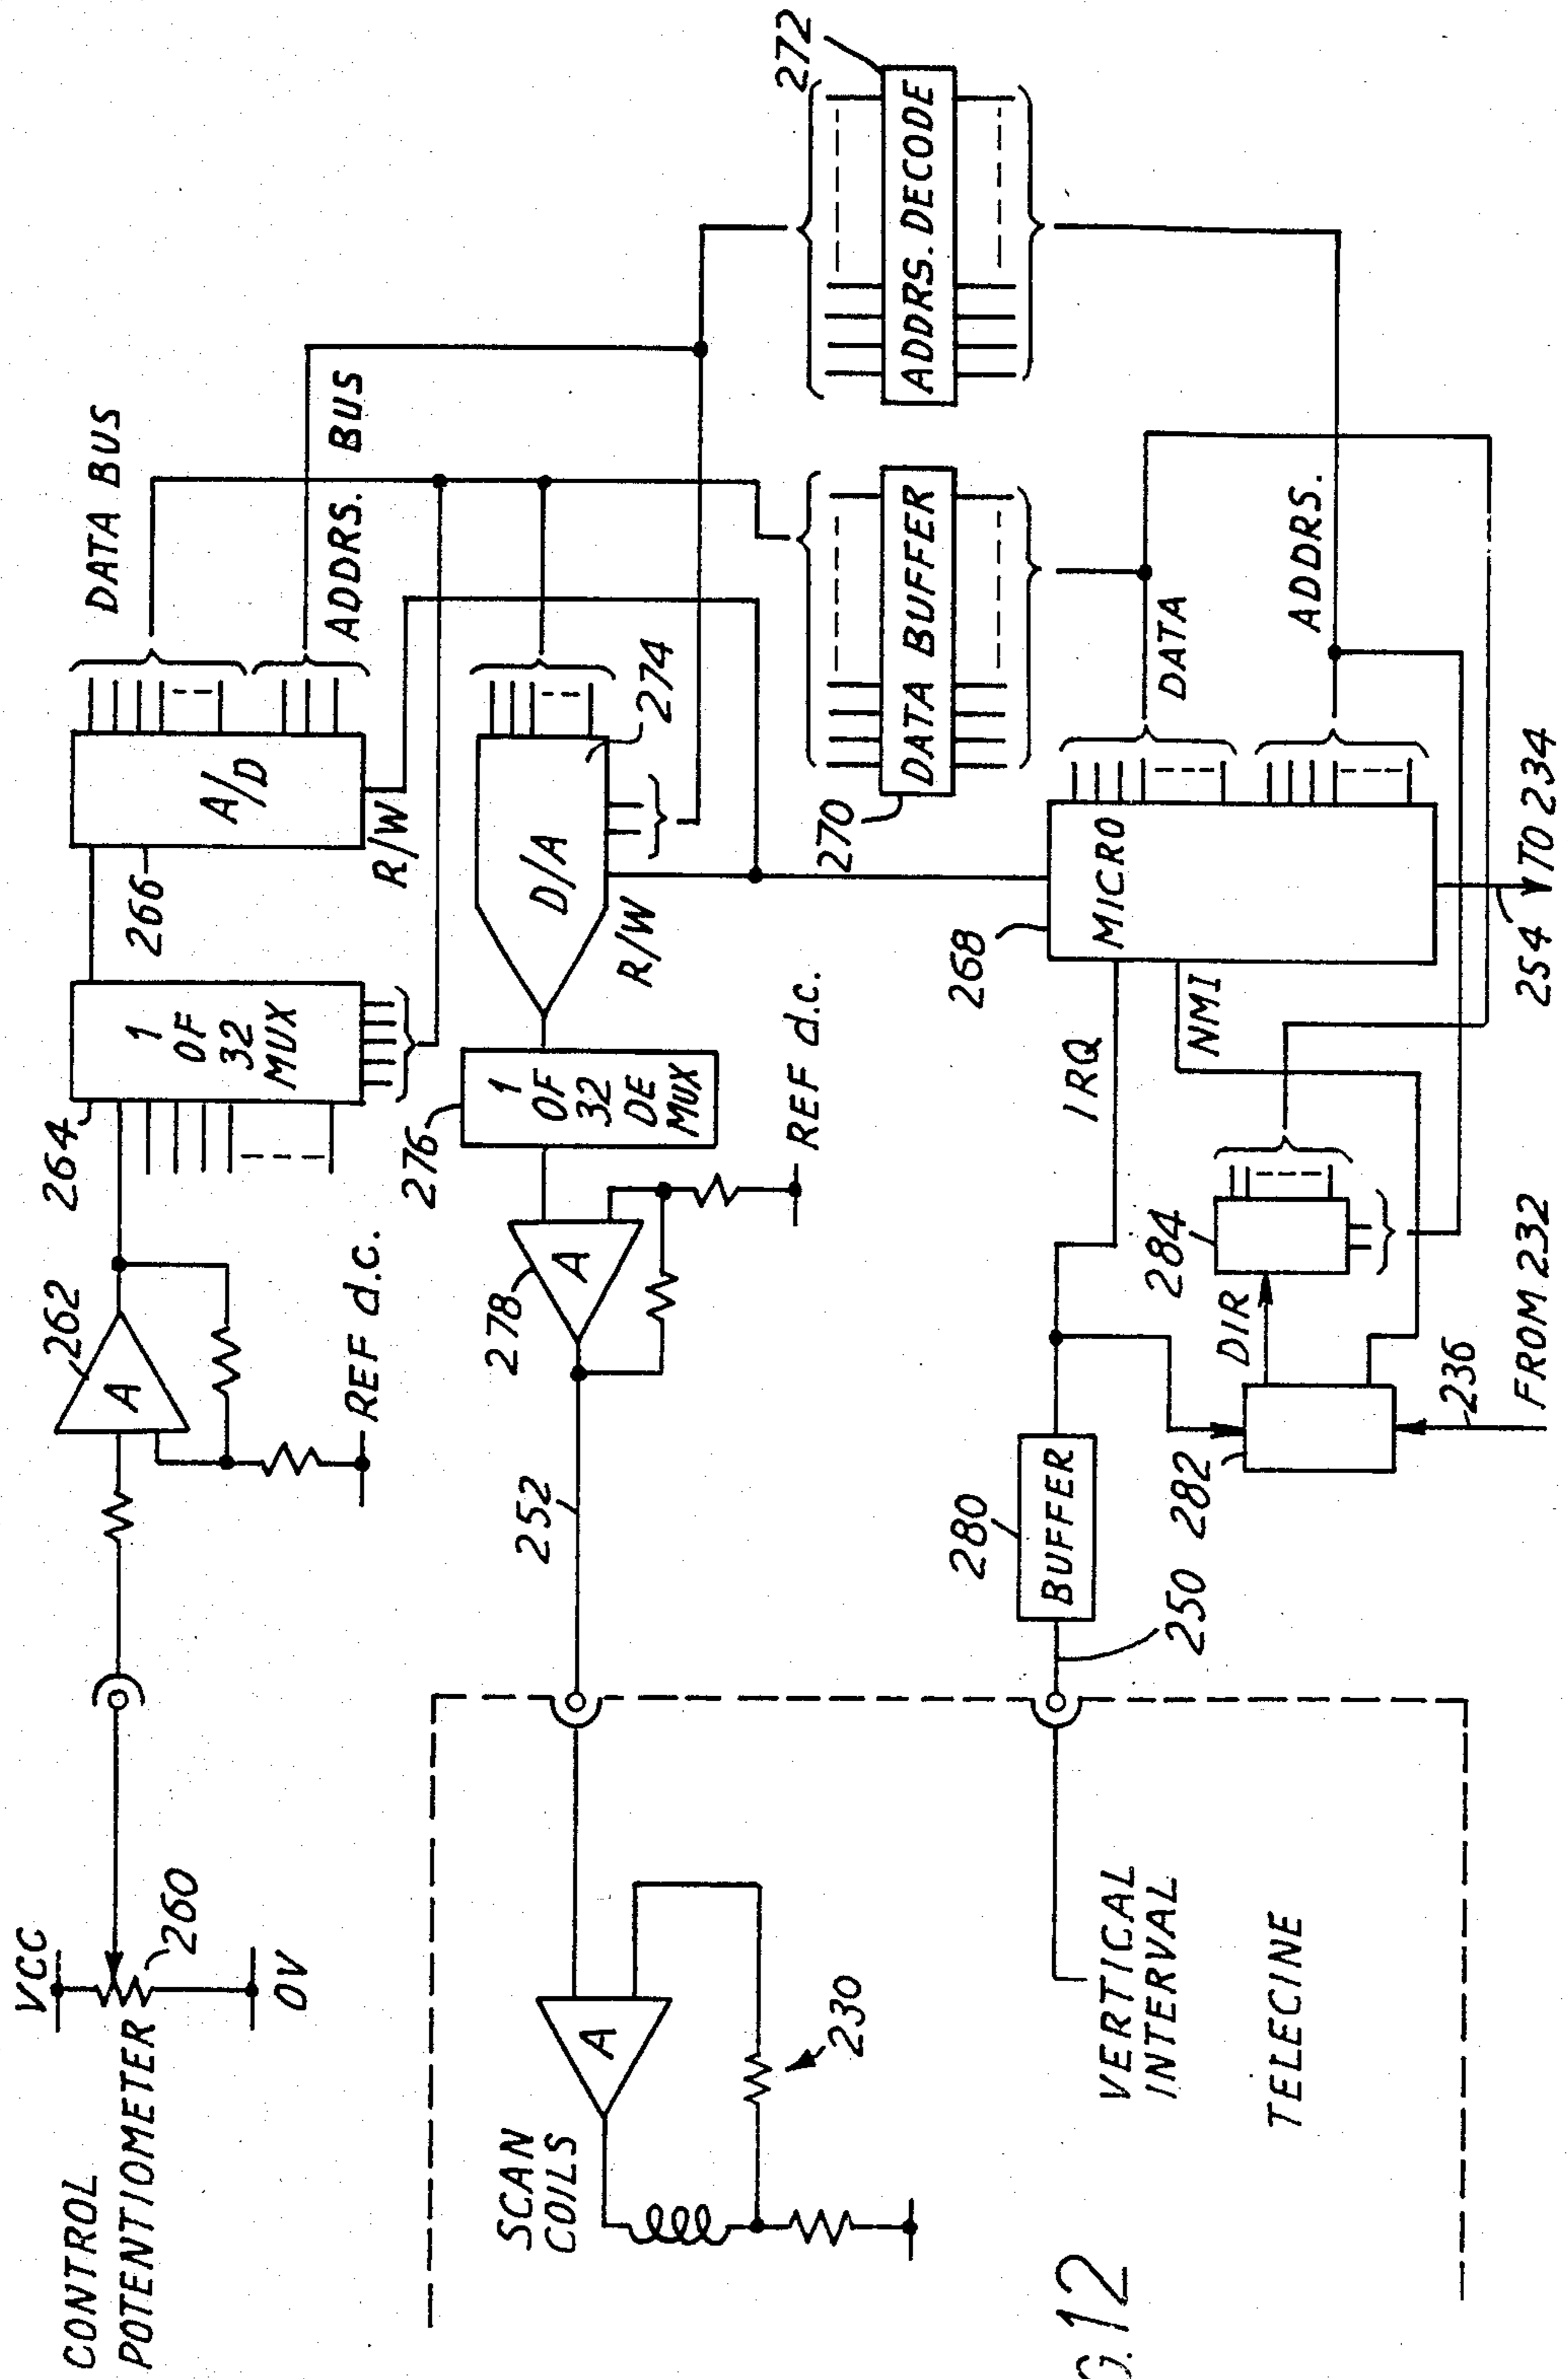 CONTROL
POTENTIOMETER
VCC
260
0V
262
A
REF d.c.
264
1
OF
32
MUX
266
A/D
R/W
DATA BUS
ADDRS. BUS
SCAN
COILS
A
230
252
278
A
REF d.c.
276
1
OF
32
DE
MUX
D/A
R/W
274
272
ADDRS. DECODE
270
DATA BUFFER
VERTICAL
INTERVAL
TELECINE
250
280
BUFFER
282
236
FROM 232
DIR
284
IRQ
NMI
268
MICRO
DATA
ADDRS.
254
TO 234
G. 12